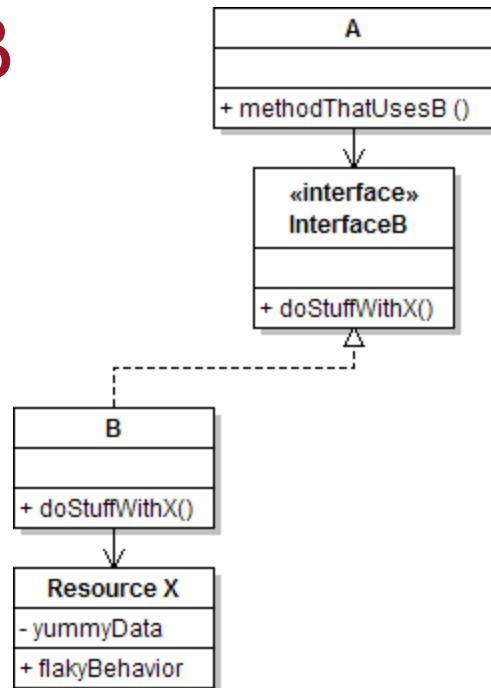 B
A
+ methodThatUsesB ()
«interface»
InterfaceB
+ doStuffWithX()
B
+ doStuffWithX()
Resource X
- yummyData
+ flakyBehavior